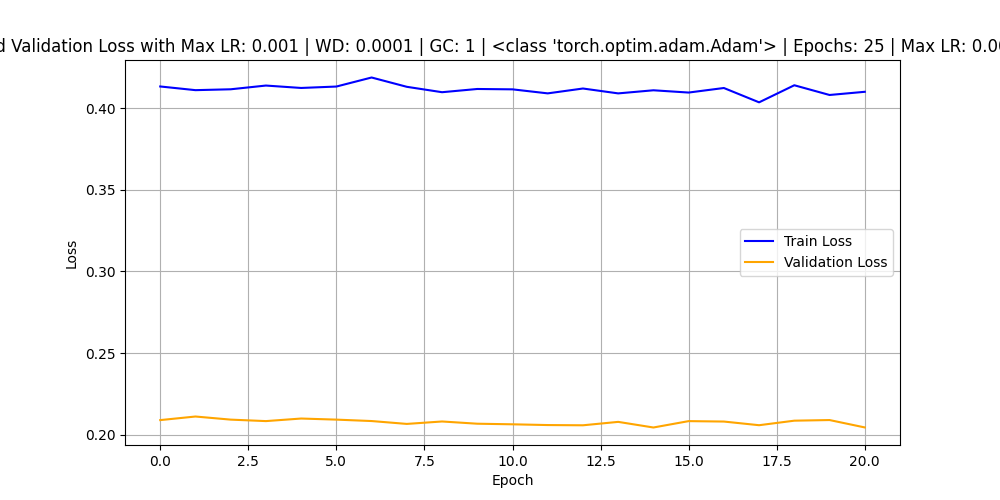 d Validation Loss with Max LR: 0.001 | WD: 0.0001 | GC: 1 | <class 'torch.optim.adam.Adam'> | Epochs: 25 | Max LR: 0.00
0.40
0.35
0.30
0.25
0.20
Loss
Train Loss
Validation Loss
0.0 2.5 5.0 7.5 10.0 12.5 15.0 17.5 20.0
Epoch